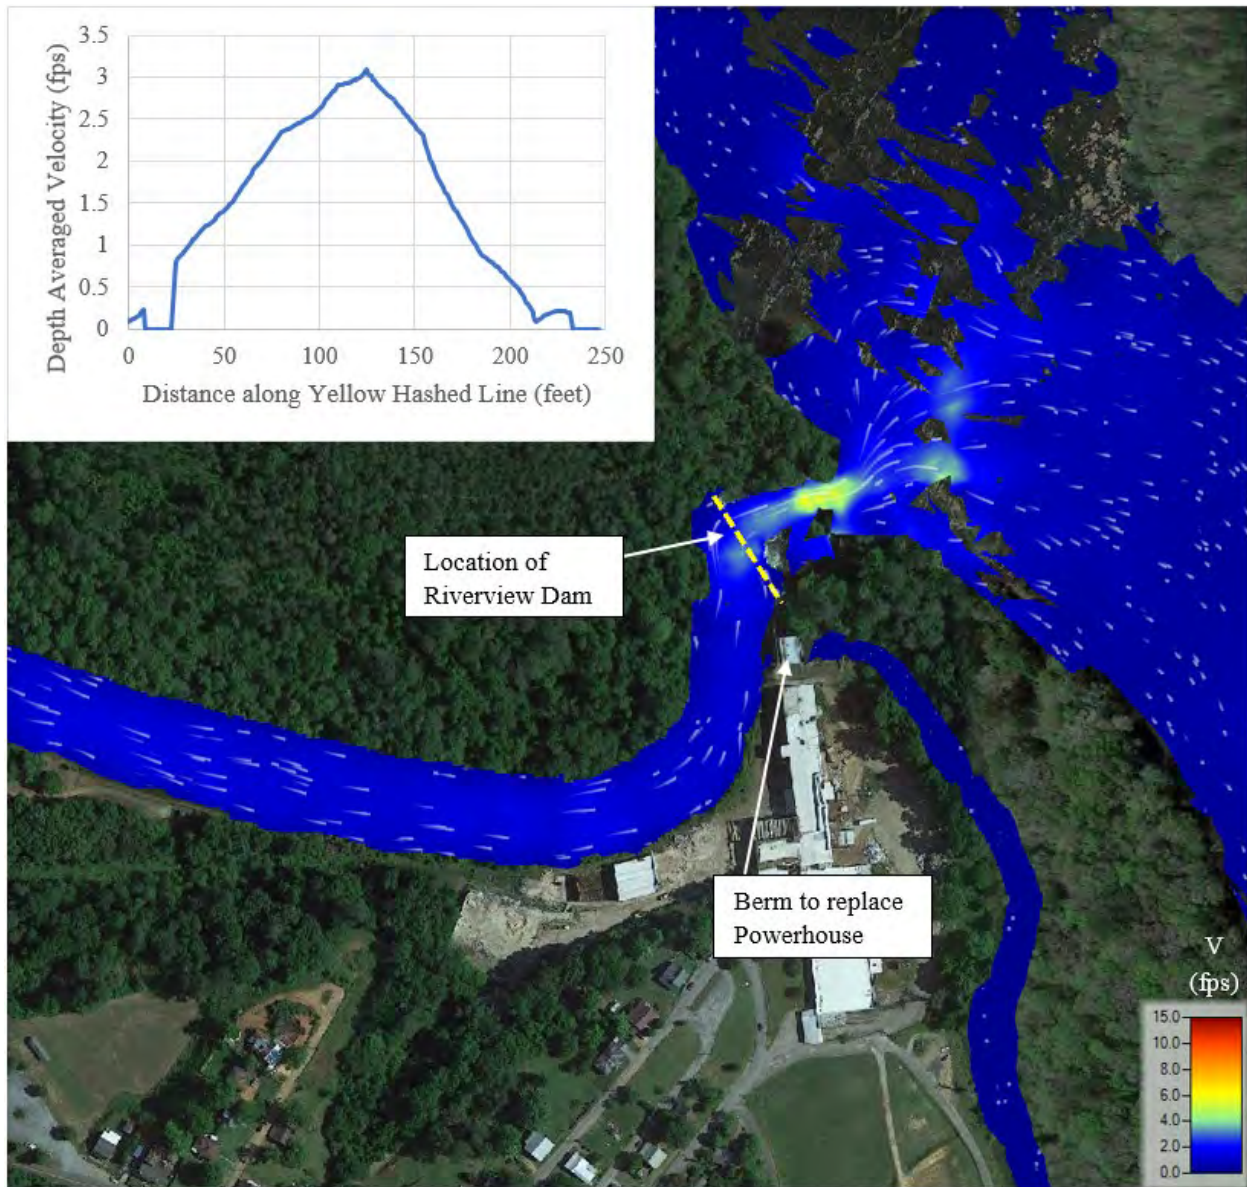 Depth Averaged Velocity (fps)
3.5
3
2.5
2
1.5
1
0.5
0
0 50 100 150 200 250
Distance along Yellow Hashed Line (feet)
Location of
Riverview Dam
Berm to replace
Powerhouse
V
(fps)
15.0
10.0
8.0
6.0
4.0
2.0
0.0